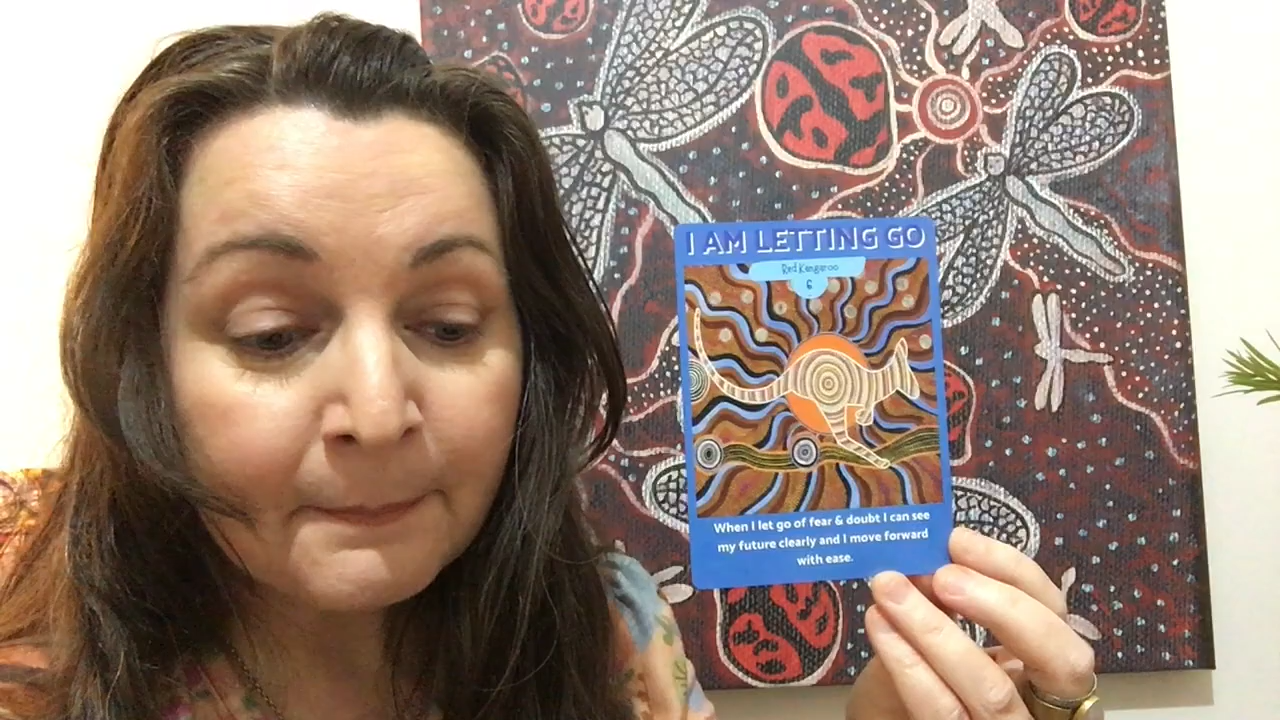 I AM LETTING GO
Red Kangaroo
6
When I let go of fear & doubt I can see
my future clearly and I move forward
with ease.